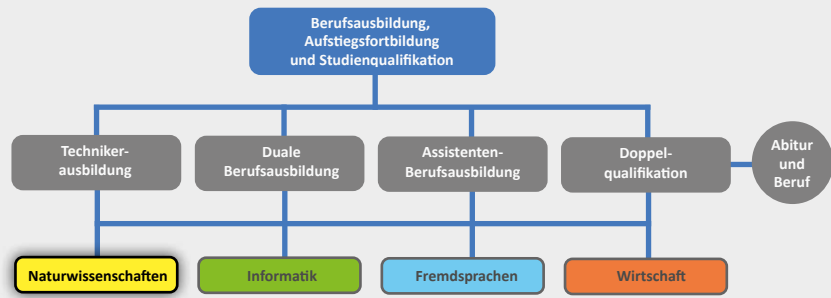 Berufsausbildung,
Aufstiegsfortbildung
und Studienqualifikation
Techniker-
ausbildung
Duale
Berufsausbildung
Assistenten-
Berufsausbildung
Doppel-
qualifikation
Abitur
und
Beruf
Naturwissenschaften
Informatik
Fremdsprachen
Wirtschaft